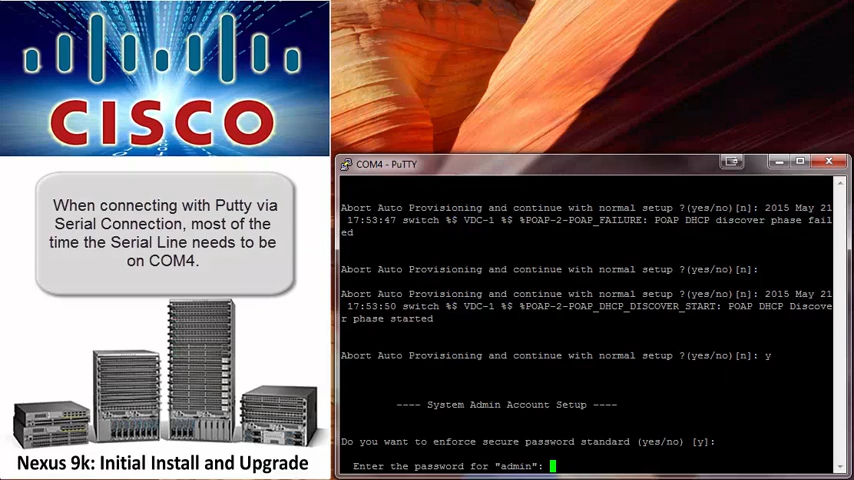 CISCO
When connecting with Putty via
Serial Connection, most of the
time the Serial Line needs to be
on COM4.
Nexus 9k: Initial Install and Upgrade
COM4 - PuTTY
Abort Auto Provisioning and continue with normal setup ?(yes/no)[n]: 2015 May 21
17:53:47 switch %$ VDC-1 %$ %POAP-2-POAP_FAILURE: POAP DHCP discover phase fail
ed
Abort Auto Provisioning and continue with normal setup ?(yes/no)[n]:
Abort Auto Provisioning and continue with normal setup ?(yes/no)[n]: 2015 May 21
17:53:50 switch %$ VDC-1 %$ %POAP-2-POAP_DHCP_DISCOVER_START: POAP DHCP Discove
r phase started
Abort Auto Provisioning and continue with normal setup ?(yes/no)[n]: y
---- System Admin Account Setup ----
Do you want to enforce secure password standard (yes/no) [y]:
Enter the password for "admin":